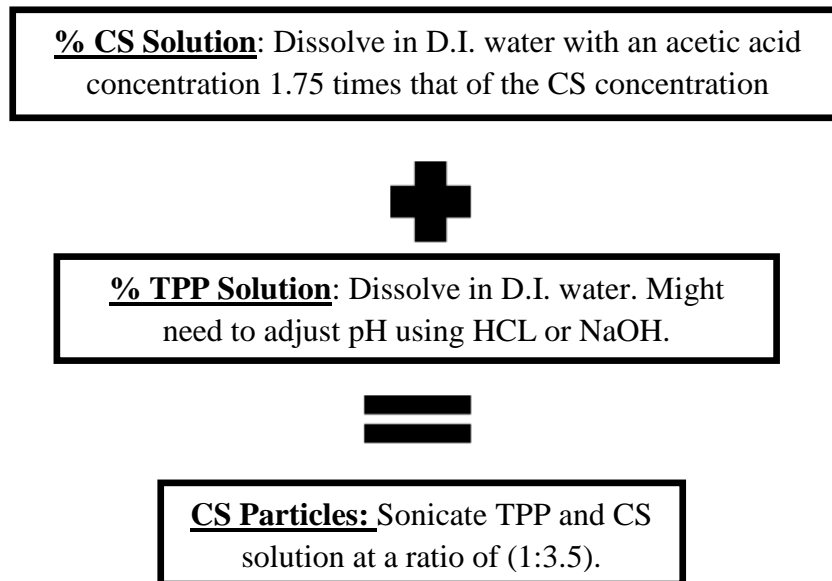 % CS Solution: Dissolve in D.I. water with an acetic acid
concentration 1.75 times that of the CS concentration
% TPP Solution: Dissolve in D.I. water. Might
need to adjust pH using HCL or NaOH.
CS Particles: Sonicate TPP and CS
solution at a ratio of (1:3.5).